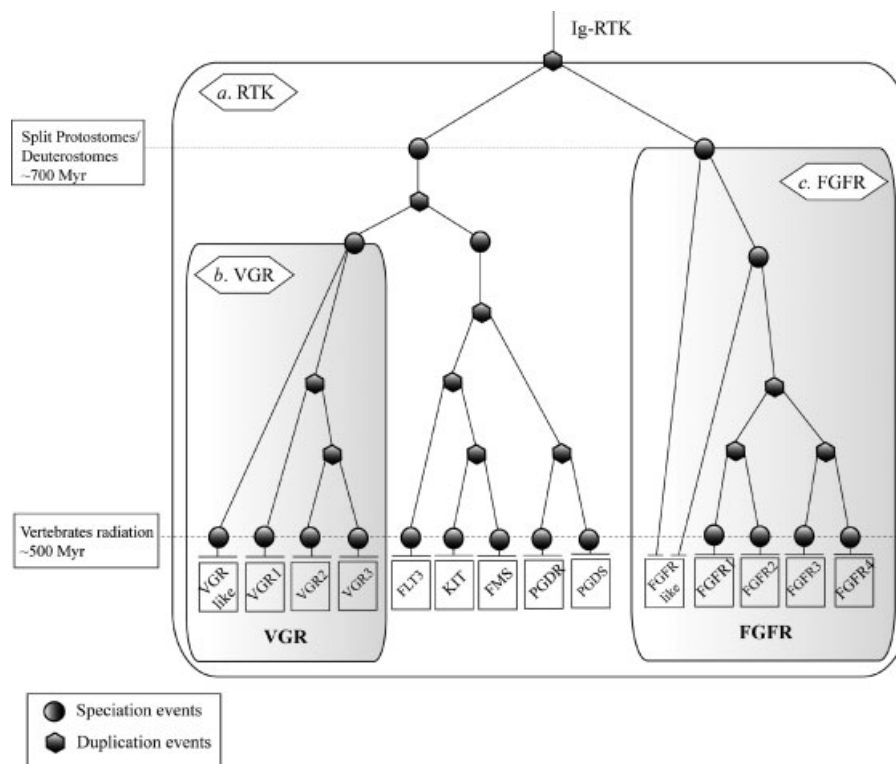 Ig-RTK
a. RTK
Split Protostomes/
Deuterostomes
~700 Myr
c. FGFR
b. VGR
Vertebrates radiation
~500 Myr
VGR
like
VGR1
VGR2
VGR3
FLT3
KIT
FMS
PGDR
PGDS
FGFR
like
FGFR1
FGFR2
FGFR3
FGFR4
VGR
FGFR
Speciation events
Duplication events